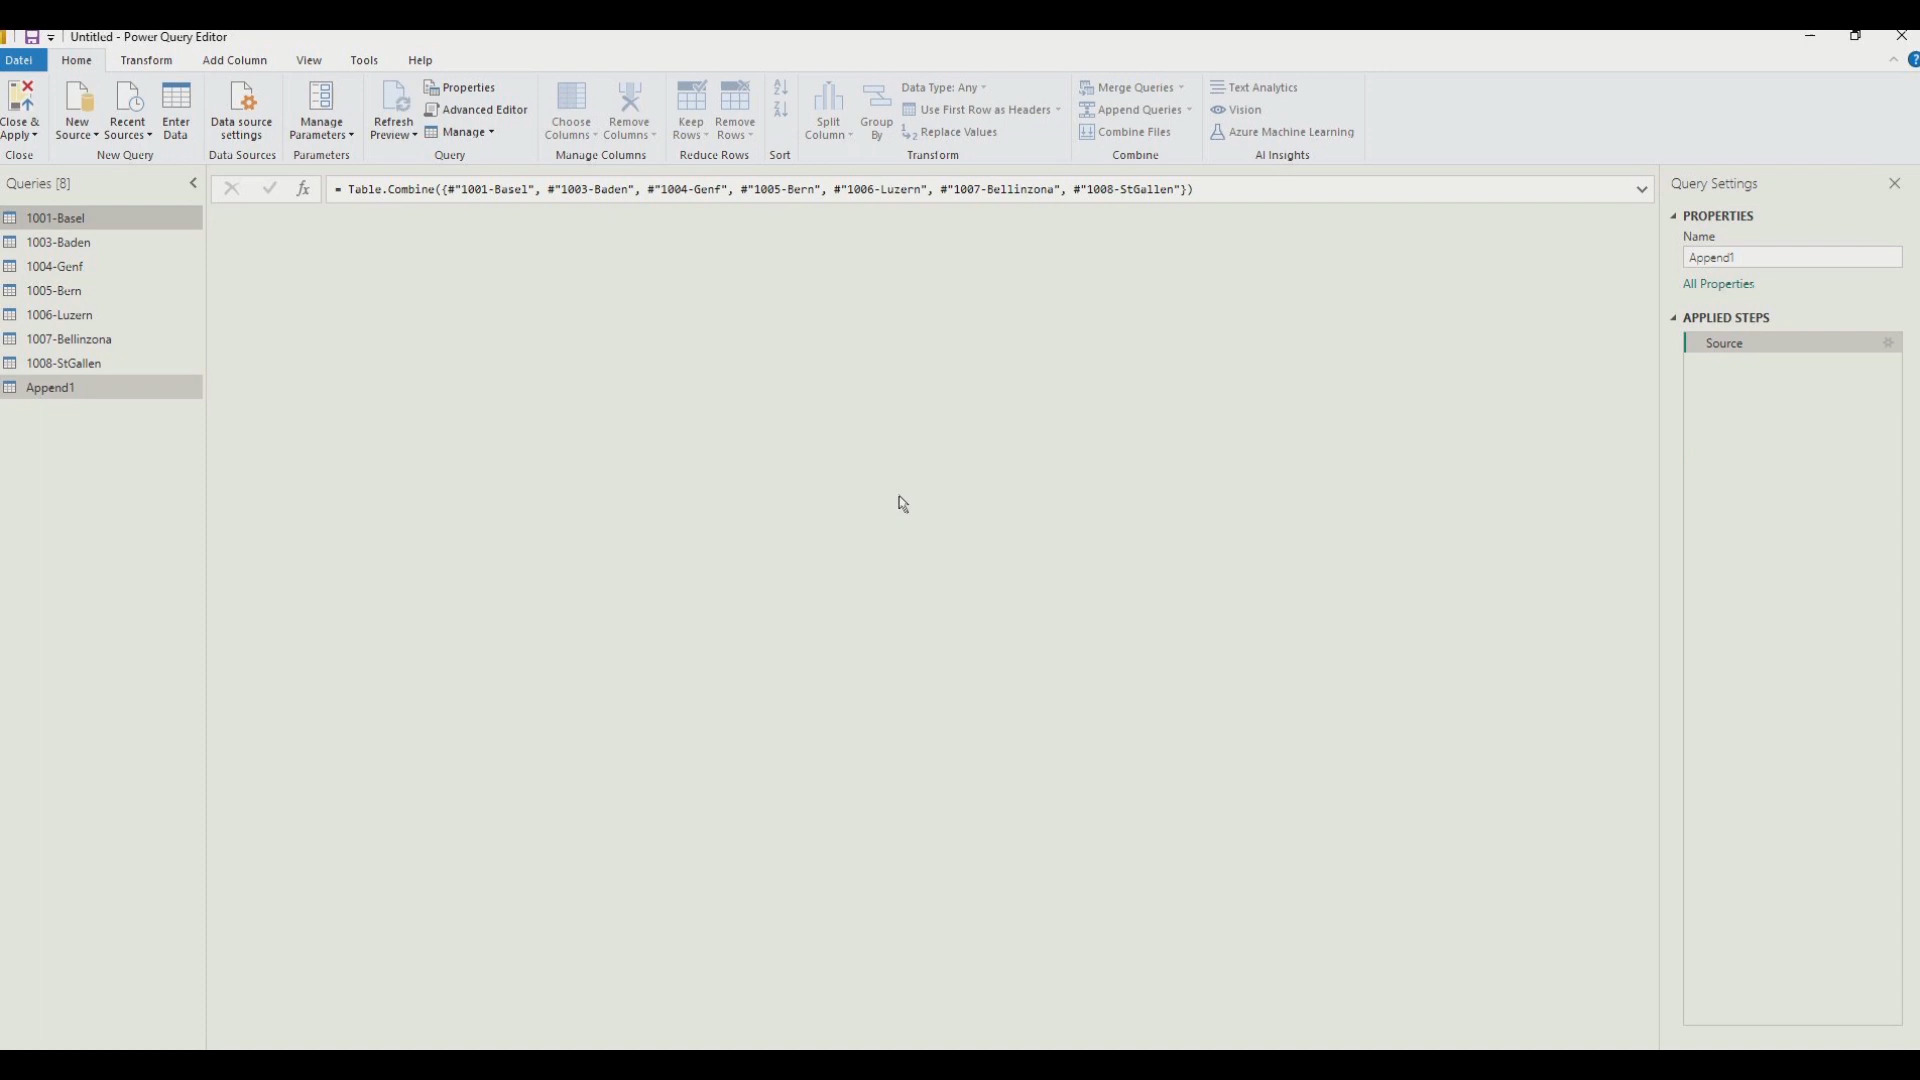 Untitled - Power Query Editor
Datei Home Transform Add Column View Tools Help
Close & Apply
New Source
Recent Sources
Enter Data
Data source settings
Manage Parameters
Refresh Preview
Properties
Advanced Editor
Manage
Choose Columns
Remove Columns
Keep Rows
Remove Rows
Split Column
Group By
Data Type: Any
Use First Row as Headers
Replace Values
Merge Queries
Append Queries
Combine Files
Text Analytics
Vision
Azure Machine Learning
Close New Query Data Sources Parameters Query Manage Columns Reduce Rows Sort Transform Combine AI Insights
Queries [8]
1001-Basel
1003-Baden
1004-Genf
1005-Bern
1006-Luzern
1007-Bellinzona
1008-StGallen
Append1
fx
= Table.Combine({#"1001-Basel", #"1003-Baden", #"1004-Genf", #"1005-Bern", #"1006-Luzern", #"1007-Bellinzona", #"1008-StGallen"})
Query Settings
PROPERTIES
Name
Append1
All Properties
APPLIED STEPS
Source